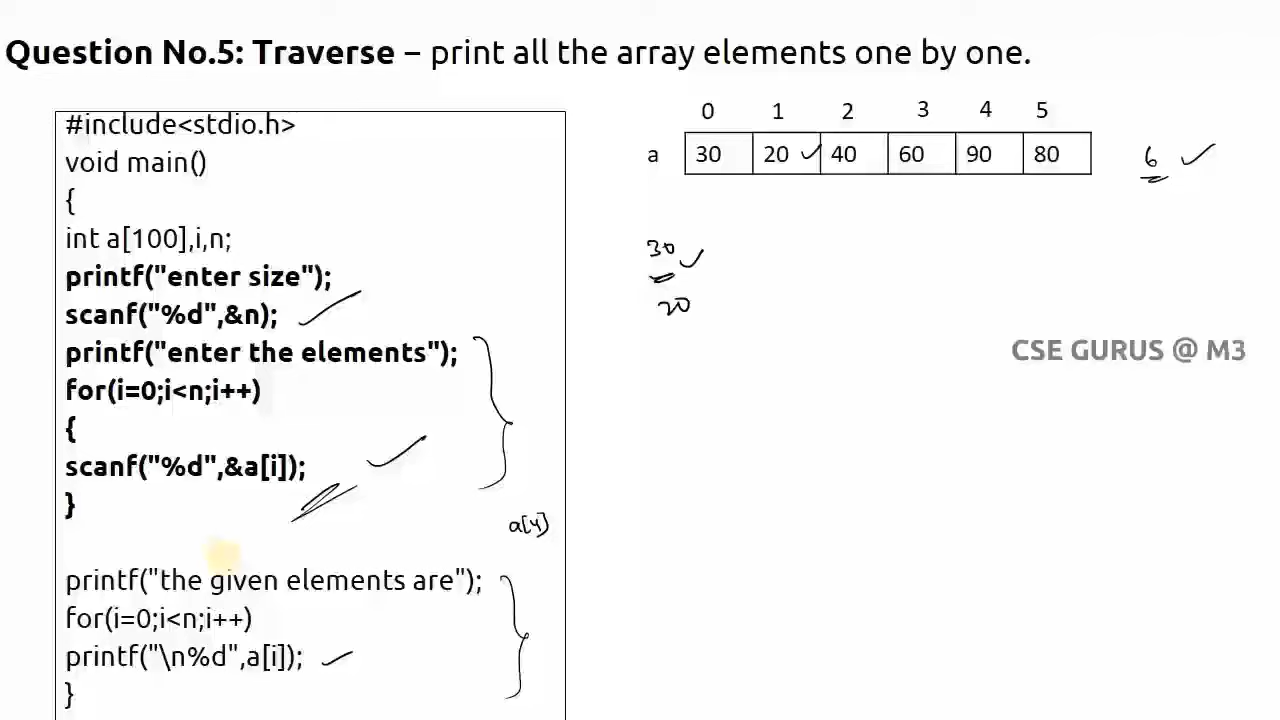 Question No.5: Traverse – print all the array elements one by one.
#include<stdio.h>
void main()
{
int a[100],i,n;
printf("enter size");
scanf("%d",&n);
printf("enter the elements");
for(i=0;i<n;i++)
{
scanf("%d",&a[i]);
}
a[4]
printf("the given elements are");
for(i=0;i<n;i++)
printf("\n%d",a[i]);
}
0 1 2 3 4 5
a 30 20 40 60 90 80 6
30
20
CSE GURUS @ M3